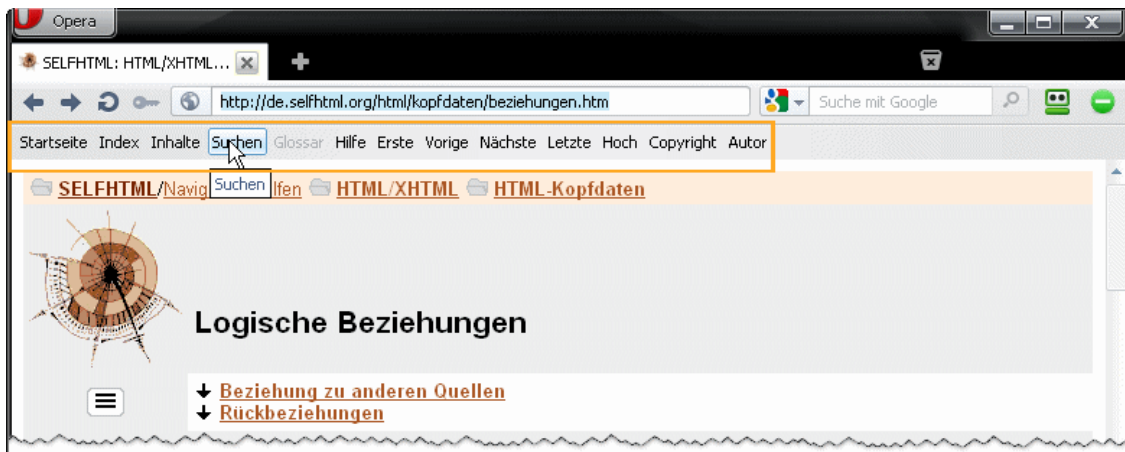 Opera
SELFHTML: HTML/XHTML...
http://de.selfhtml.org/html/kopfdaten/beziehungen.htm Suche mit Google
Startseite Index Inhalte Suchen Glossar Hilfe Erste Vorige Nächste Letzte Hoch Copyright Autor
Suchen
SELFHTML/Navig lfen HTML/XHTML HTML-Kopfdaten
Logische Beziehungen
Beziehung zu anderen Quellen
Rückbeziehungen